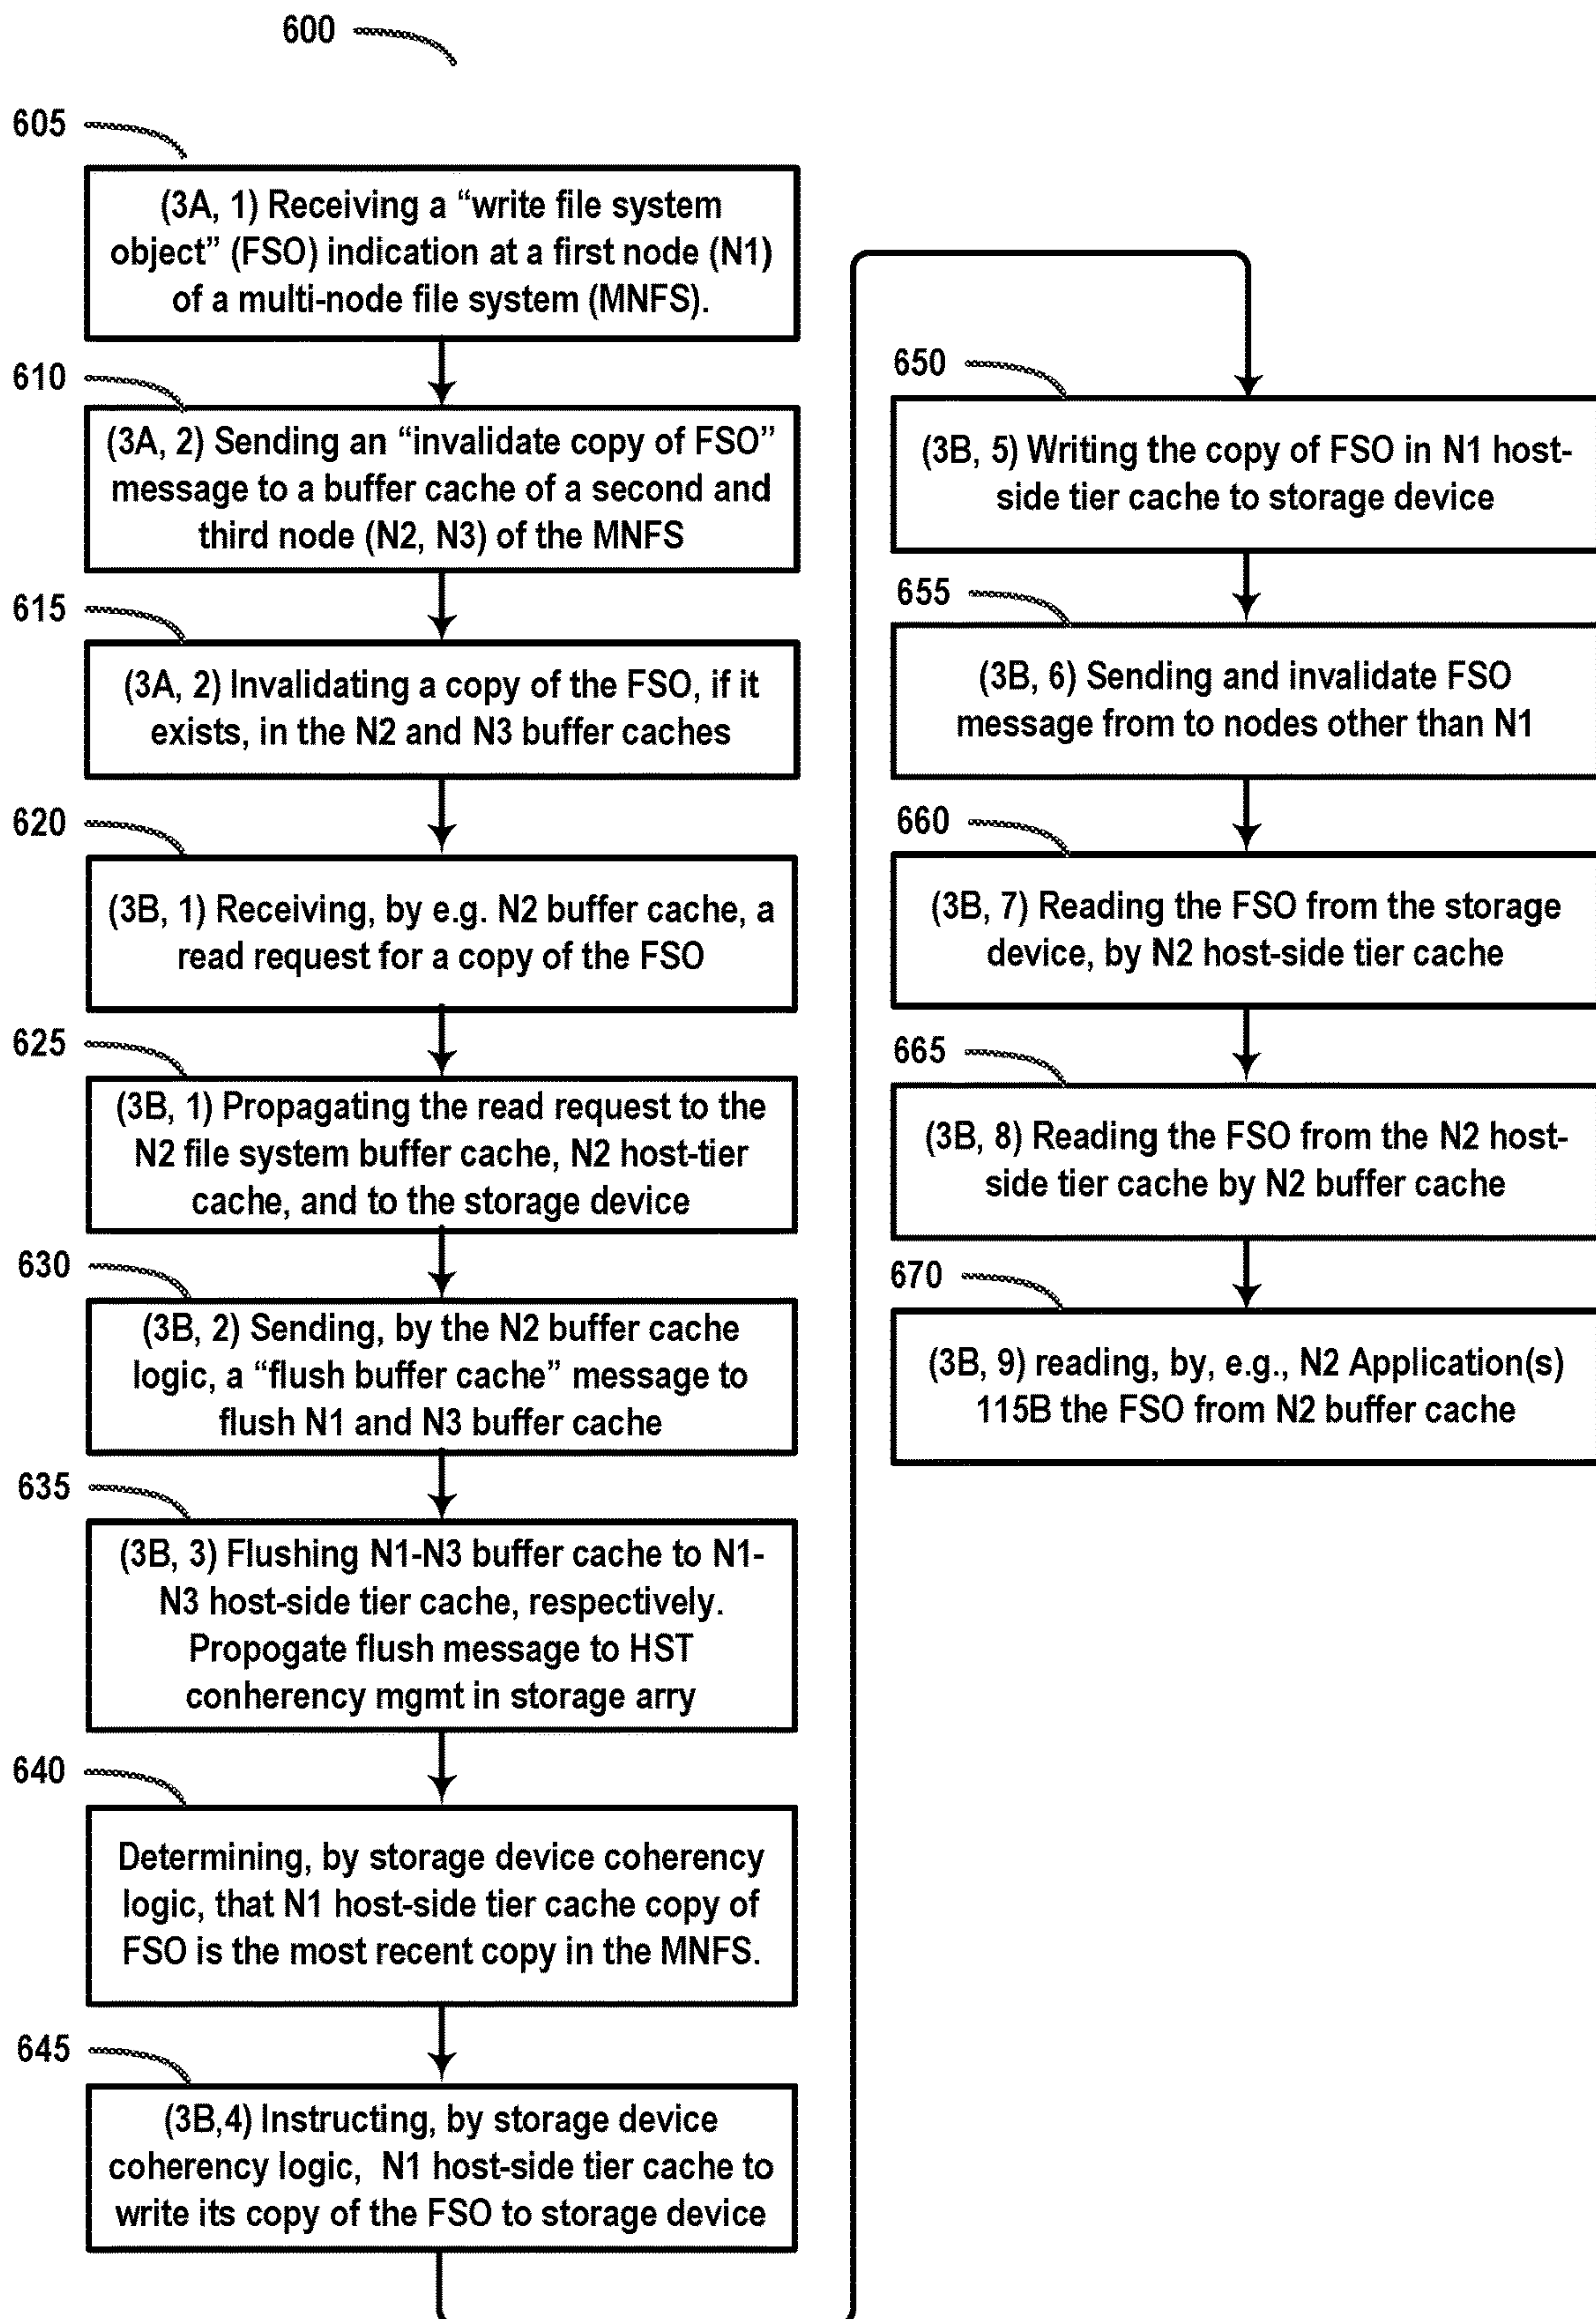 600
605
(3A, 1) Receiving a “write file system
object” (FSO) indication at a first node (N1)
of a multi-node file system (MNFS).
610
(3A, 2) Sending an “invalidate copy of FSO”
message to a buffer cache of a second and
third node (N2, N3) of the MNFS
615
(3A, 2) Invalidating a copy of the FSO, if it
exists, in the N2 and N3 buffer caches
620
(3B, 1) Receiving, by e.g. N2 buffer cache, a
read request for a copy of the FSO
625
(3B, 1) Propagating the read request to the
N2 file system buffer cache, N2 host-tier
cache, and to the storage device
630
(3B, 2) Sending, by the N2 buffer cache
logic, a “flush buffer cache” message to
flush N1 and N3 buffer cache
635
(3B, 3) Flushing N1-N3 buffer cache to N1-
N3 host-side tier cache, respectively.
Propogate flush message to HST
conherency mgmt in storage arry
640
Determining, by storage device coherency
logic, that N1 host-side tier cache copy of
FSO is the most recent copy in the MNFS.
645
(3B,4) Instructing, by storage device
coherency logic, N1 host-side tier cache to
write its copy of the FSO to storage device
650
(3B, 5) Writing the copy of FSO in N1 host-
side tier cache to storage device
655
(3B, 6) Sending and invalidate FSO
message from to nodes other than N1
660
(3B, 7) Reading the FSO from the storage
device, by N2 host-side tier cache
665
(3B, 8) Reading the FSO from the N2 host-
side tier cache by N2 buffer cache
670
(3B, 9) reading, by, e.g., N2 Application(s)
115B the FSO from N2 buffer cache